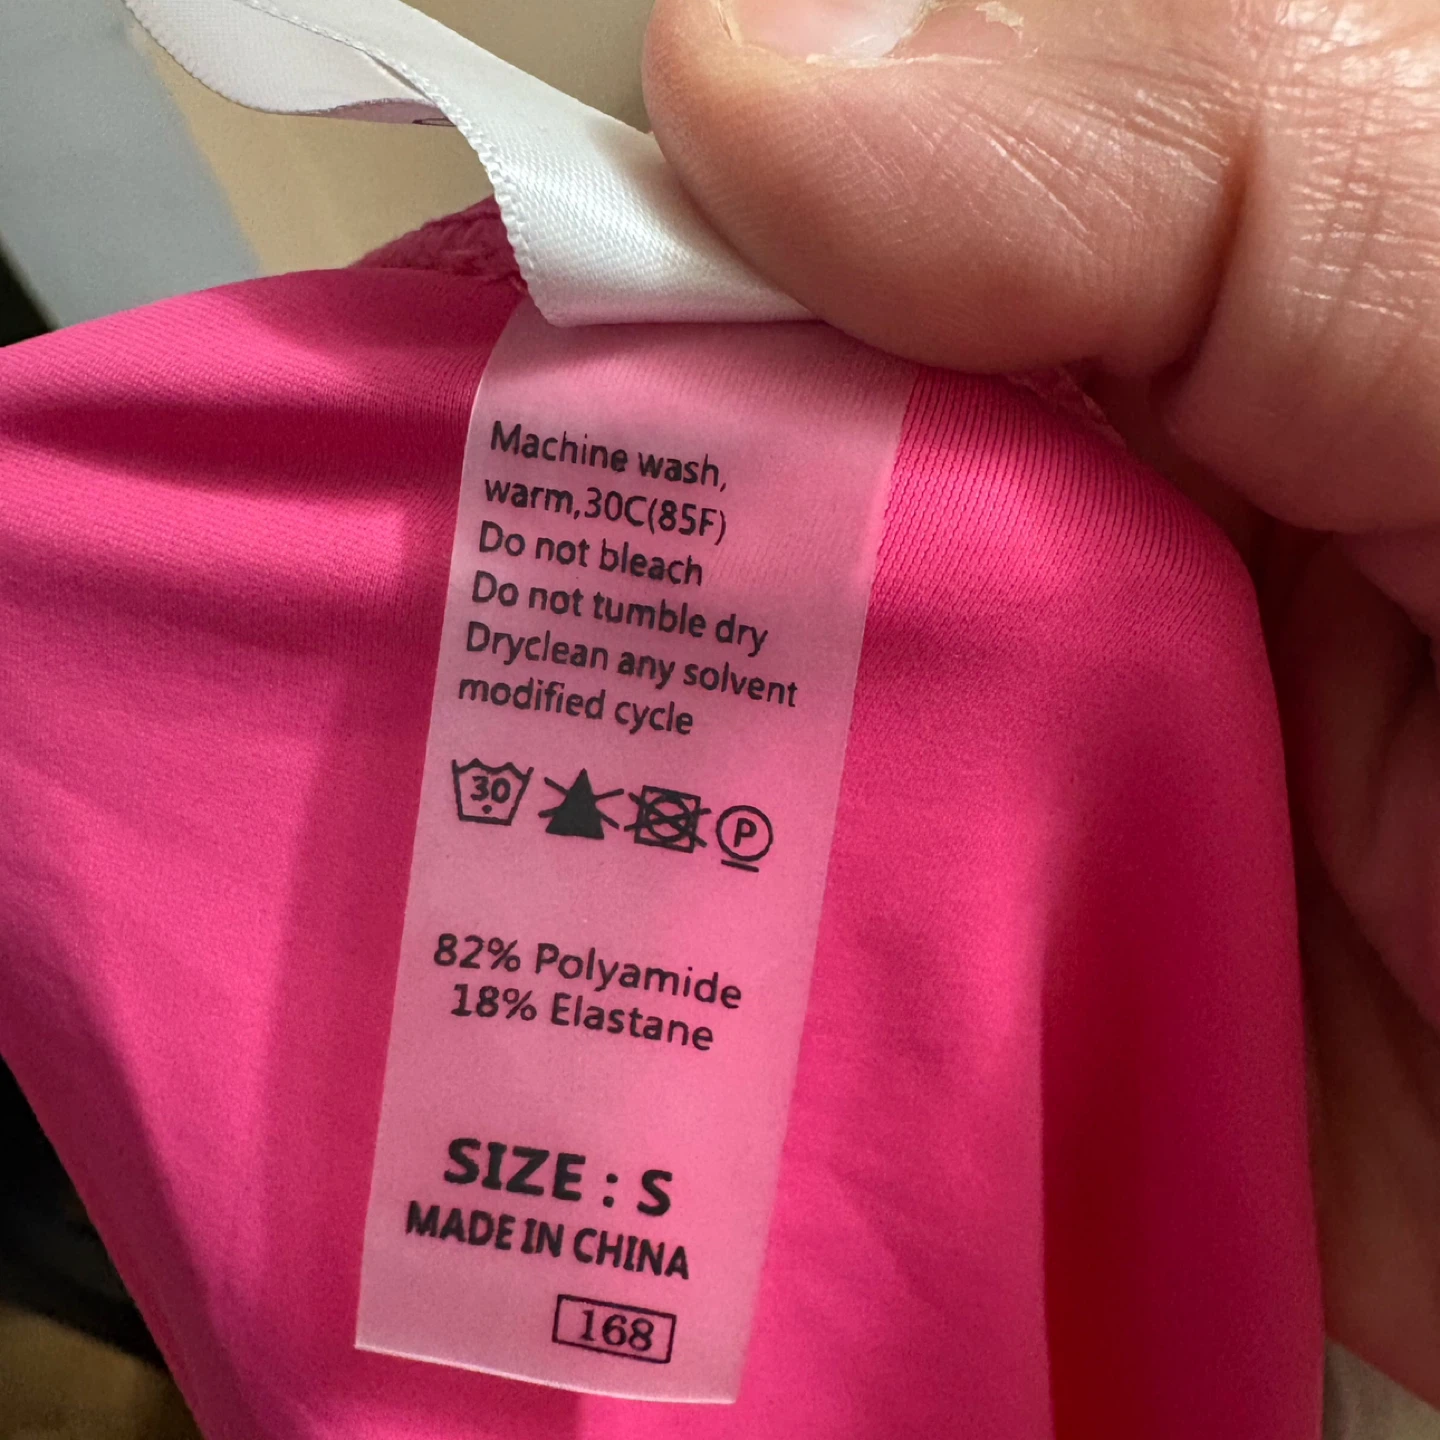 Machine wash,
warm,30C(85F)
Do not bleach
Do not tumble dry
Dryclean any solvent
modified cycle
30 P
82% Polyamide
18% Elastane
SIZE : S
MADE IN CHINA
168